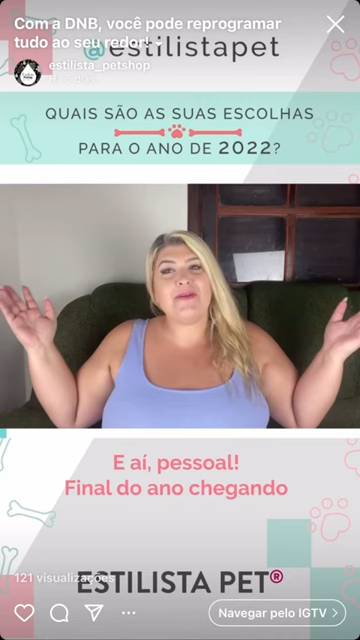 Com a DNB, você pode reprogramar
tudo ao seu redor!
@estilistapet
estilista_petshop
QUAIS SÃO AS SUAS ESCOLHAS
PARA O ANO DE 2022?
E aí, pessoal!
Final do ano chegando
121 visualizações
ESTILISTA PET®
Navegar pelo IGTV >